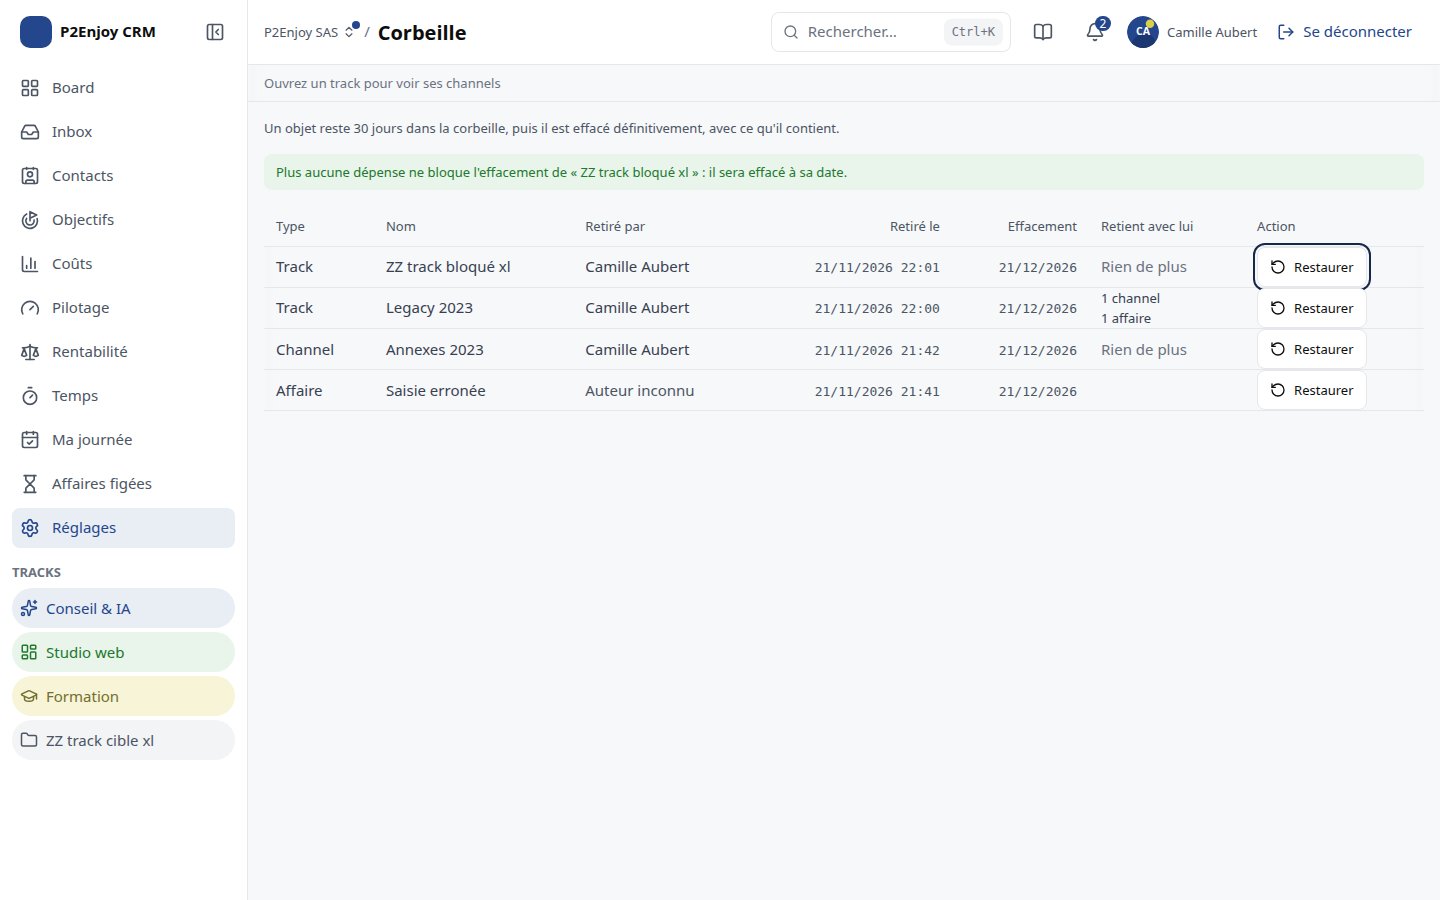 P2Enjoy CRM
P2Enjoy SAS / Corbeille
Rechercher... Ctrl+K
2
CA
Camille Aubert
Se déconnecter
Board
Inbox
Contacts
Objectifs
Coûts
Pilotage
Rentabilité
Temps
Ma journée
Affaires figées
Réglages
TRACKS
Conseil & IA
Studio web
Formation
ZZ track cible xl
Ouvrez un track pour voir ses channels
Un objet reste 30 jours dans la corbeille, puis il est effacé définitivement, avec ce qu'il contient.
Plus aucune dépense ne bloque l'effacement de « ZZ track bloqué xl » : il sera effacé à sa date.
Type Nom Retiré par Retiré le Effacement Retient avec lui Action
Track ZZ track bloqué xl Camille Aubert 21/11/2026 22:01 21/12/2026 Rien de plus Restaurer
Track Legacy 2023 Camille Aubert 21/11/2026 22:00 21/12/2026 1 channel 1 affaire Restaurer
Channel Annexes 2023 Camille Aubert 21/11/2026 21:42 21/12/2026 Rien de plus Restaurer
Affaire Saisie erronée Auteur inconnu 21/11/2026 21:41 21/12/2026 Restaurer